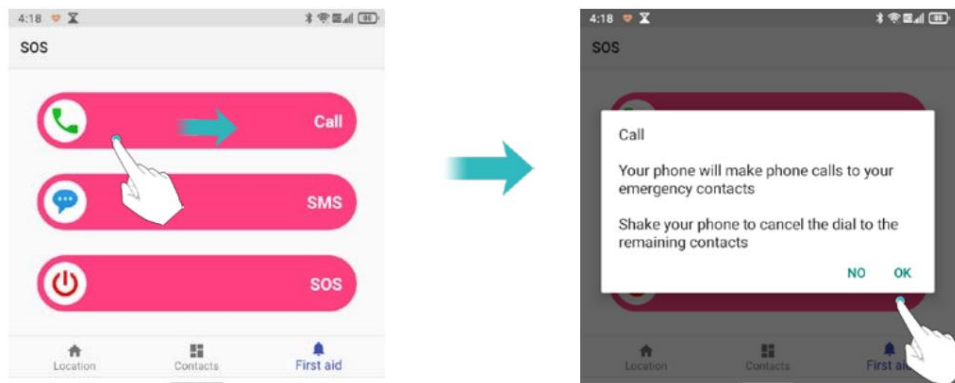 4:18
SOS
Call
SMS
SOS
Location
Contacts
First aid
4:18
SOS
Call
Your phone will make phone calls to your
emergency contacts
Shake your phone to cancel the dial to the
remaining contacts
NO
OK
Location
Contacts